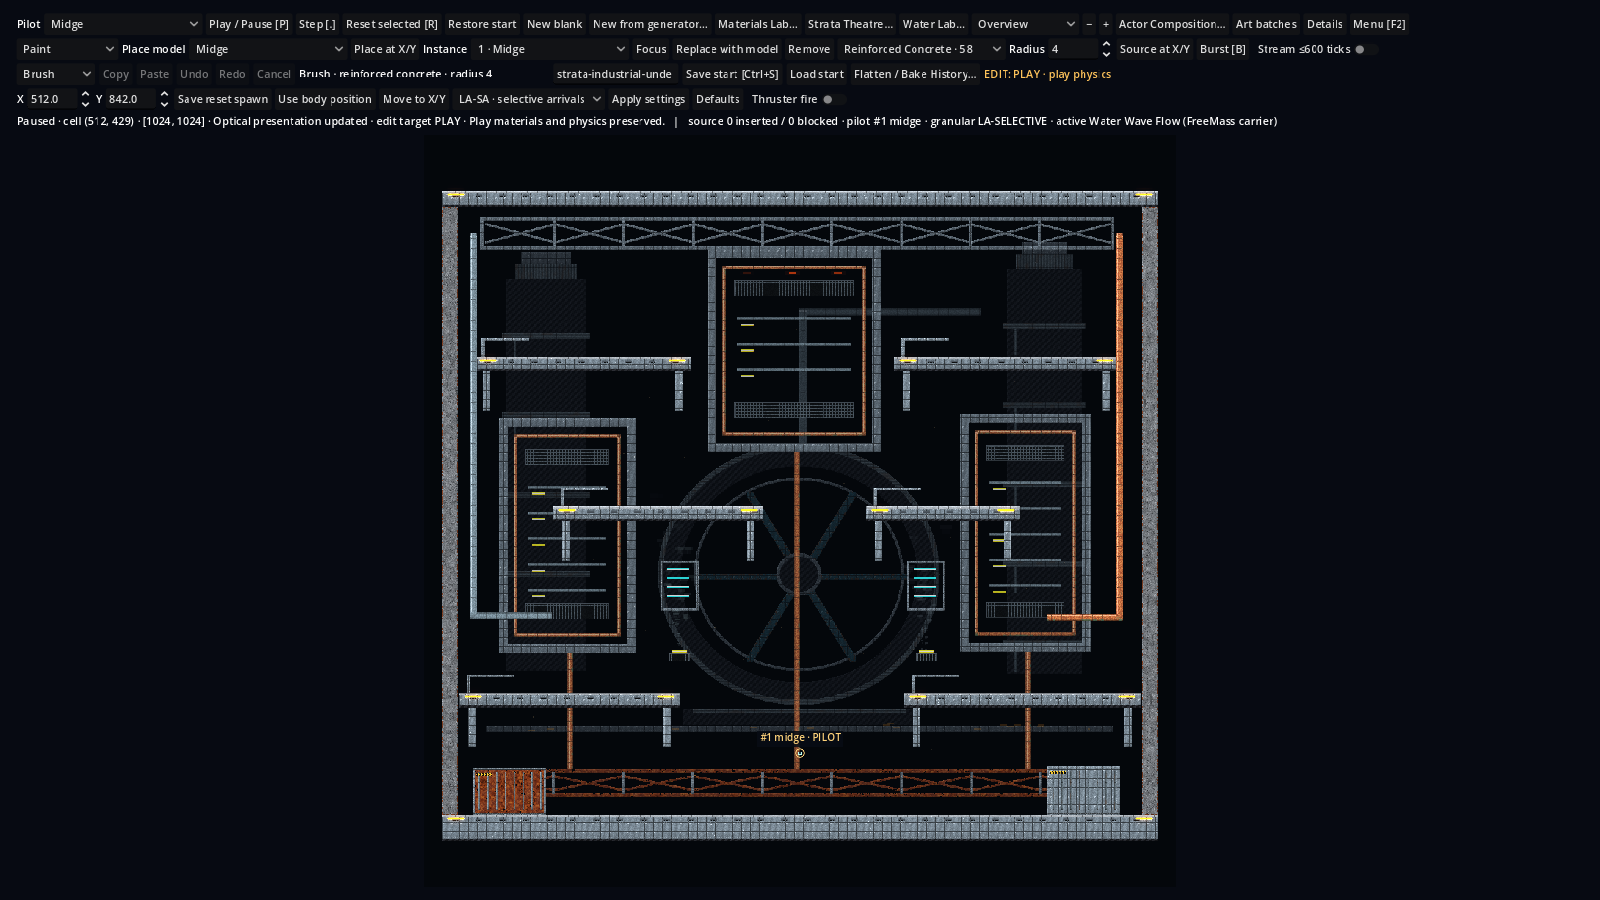 Pilot Midge Play / Pause [P] Step [.] Reset selected [R] Restore start New blank New from generator... Materials Lab... Strata Theatre... Water Lab... Overview − + Actor Composition... Art batches Details Menu [F2]
Paint Place model Midge Place at X/Y Instance 1 · Midge Focus Replace with model Remove Reinforced Concrete · 58 Radius 4 Source at X/Y Burst [B] Stream ≤600 ticks
Brush Copy Paste Undo Redo Cancel Brush · reinforced concrete · radius 4 strata-industrial-unde Save start [Ctrl+S] Load start Flatten / Bake History... EDIT: PLAY · play physics
X 512.0 Y 842.0 Save reset spawn Use body position Move to X/Y LA-SA · selective arrivals Apply settings Defaults Thruster fire
Paused · cell (512, 429) · [1024, 1024] · Optical presentation updated · edit target PLAY · Play materials and physics preserved. | source 0 inserted / 0 blocked · pilot #1 midge · granular LA-SELECTIVE · active Water Wave Flow (FreeMass carrier)
#1 midge · PILOT